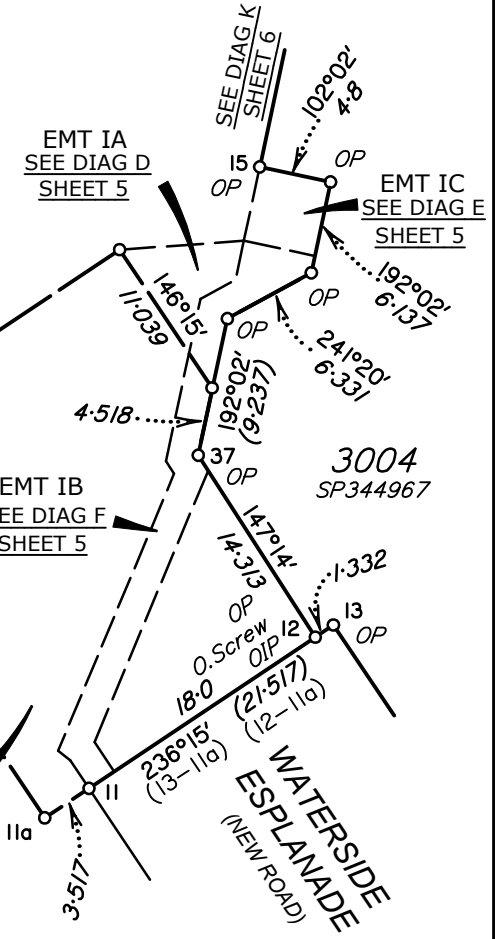 SEE DIAG K
SHEET 6
102°02'
4·8
EMT IA
SEE DIAG D
SHEET 5
15
OP
OP
EMT IC
SEE DIAG E
SHEET 5
146°15'
11·039
OP
192°02'
6·137
OP
241°20'
6·331
192°02'
(9·237)
4·518
37
OP
3004
SP344967
EMT IB
EE DIAG F
SHEET 5
147°14'
14·313
1·332
OP
O.Screw
OIP
12
13
OP
18·0
(21·517)
(12–11a)
236°15'
(13–11a)
WATERSIDE
ESPLANADE
(NEW ROAD)
11
11a
3·517